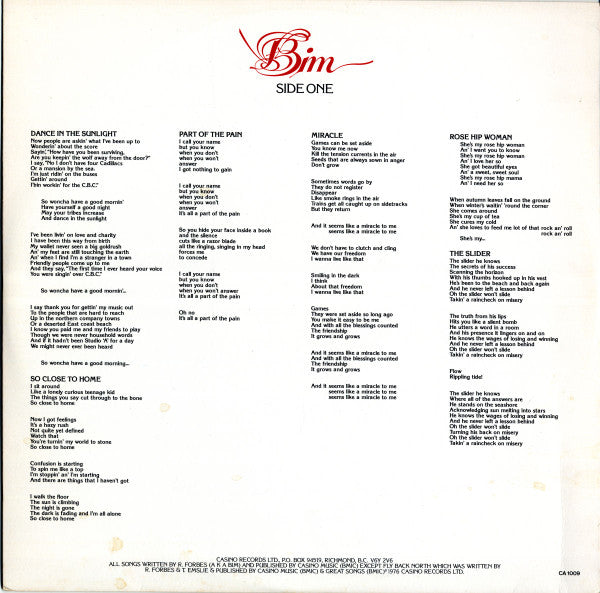 Bim
SIDE ONE
DANCE IN THE SUNLIGHT
Now people are askin' what I've been up to
Wonderin' about the score
Sayin', "How have you been surviving,
Are you keepin' the wolf away from the door?"
I say, "No I don't have four Cadillacs
Or a mansion by the sea.
I'm just ridin' on the buses
Gettin' around
I'bin workin' for the C.B.C."
So woncha have a good mornin'
Have yourself a good night
May your tribes increase
And dance in the sunlight
I've been livin' on love and charity
I have been this way from birth
My wallet never seen a big goldrush
An' my feet are still touching the earth
An' when I find I'm a stranger in a town
Friendly people come up to me
And they say, "The first time I ever heard your voice
You were singin' over C.B.C."
So woncha have a good mornin'..
I say thank you for gettin' my music out
To the people that are hard to reach
Up in the northern company towns
Or a deserted East coast beach
I know you paid me and my friends to play
Though we were never household words
And if it hadn't been Studio 'A' for a day
We might never ever been heard
So woncha have a good morning...
SO CLOSE TO HOME
I sit around
Like a lonely curious teenage kid
The things you say cut through to the bone
So close to home
Now I got feelings
It's a hazy rush
Not quite yet defined
Watch that
You're turnin' my world to stone
So close to home
Confusion is starting
To spin me like a top
I'm stoppin' an' I'm starting
And there are things that I haven't got
I walk the floor
The sun is climbing
The night is gone
The dark is fading and I'm all alone
So close to home
PART OF THE PAIN
I call your name
but you know
when you don't
when you won't
answer
I got nothing to gain
I call your name
but you know
when you don't
when you won't
answer
It's all a part of the pain
So you hide your face inside a book
and the silence
cuts like a razor blade
all the ringing, singing in my head
forces me
to concede
I call your name
but you know
when you don't
when you won't answer
It's all a part of the pain
Oh no
It's all a part of the pain
MIRACLE
Games can be set aside
You know me now
Kill the tension currents in the air
Seeds that are always sown in anger
Don't grow
Sometimes words go by
They do not register
Disappear
Like smoke rings in the air
Trains get all caught up on sidetracks
But they return
And it seems like a miracle to me
seems like a miracle to me
We don't have to clutch and cling
We have our freedom
I wanna live like that
Smiling in the dark
I think
About that freedom
I wanna live like that
Games
They were set aside so long ago
You make it easy to be me
And with all the blessings counted
The friendship
It grows and grows
And it seems like a miracle to me
And with all the blessings counted
The friendship
It grows and grows
And it seems like a miracle to me
seems like a miracle to me
seems like a miracle to me
ROSE HIP WOMAN
She's my rose hip woman
An' I want you to know
She's my rose hip woman
An' I love her so
She got beautiful eyes
An' a sweet, sweet soul
She's my rose hip mama
An' I need her so
When autumn leaves fall on the ground
When winter's waitin' 'round the corner
She comes around
She's my cup of tea
She cures my cold
An' she loves to feed me lot of that rock an' roll
rock an' roll
She's my..
THE SLIDER
The slider he knows
The secrets of his success
Scanning the horizon
With his thumbs hooked up in his vest
He's been to the beach and back again
And he never left a lesson behind
Oh the slider won't slide
Takin' a raincheck on misery
The truth from his lips
Hits you like a silent bomb
He utters a word in a room
And his presence it lingers on and on
He knows the wages of losing and winning
And he never left a lesson behind
Oh the slider won't slide
Takin' a raincheck on misery
Flow
Rippling tide!
The slider he knows
Where all of the answers are
He stands on the seashore
Acknowledging sun melting into stars
He knows the wages of losing and winning
And he never left a lesson behind
Oh the slider won't slide
Turning his back on misery
Oh the slider won't slide
Takin' a raincheck on misery
CASINO RECORDS LTD., P.O. BOX 94519, RICHMOND, B.C. V6Y 2V6
ALL SONGS WRITTEN BY R. FORBES (A K A BIM) AND PUBLISHED BY CASINO MUSIC (BMIC) EXCEPT FLY BACK NORTH WHICH WAS WRITTEN BY
R. FORBES & T. EMSLIE & PUBLISHED BY CASINO MUSIC (BMIC) & GREAT SONGS (BMIC)/'1976 CASINO RECORDS LTD.
CA 1009